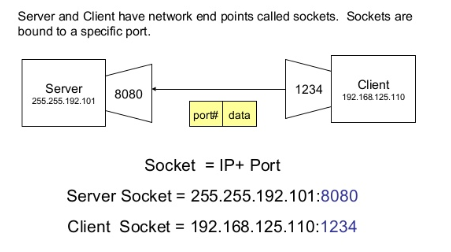 Server and Client have network end points called sockets.  Sockets are
bound to a specific port.
Server
255.255.192.101
8080
port# data
1234
Client
192.168.125.110
Socket  = IP+ Port
Server Socket = 255.255.192.101:8080
Client  Socket = 192.168.125.110:1234